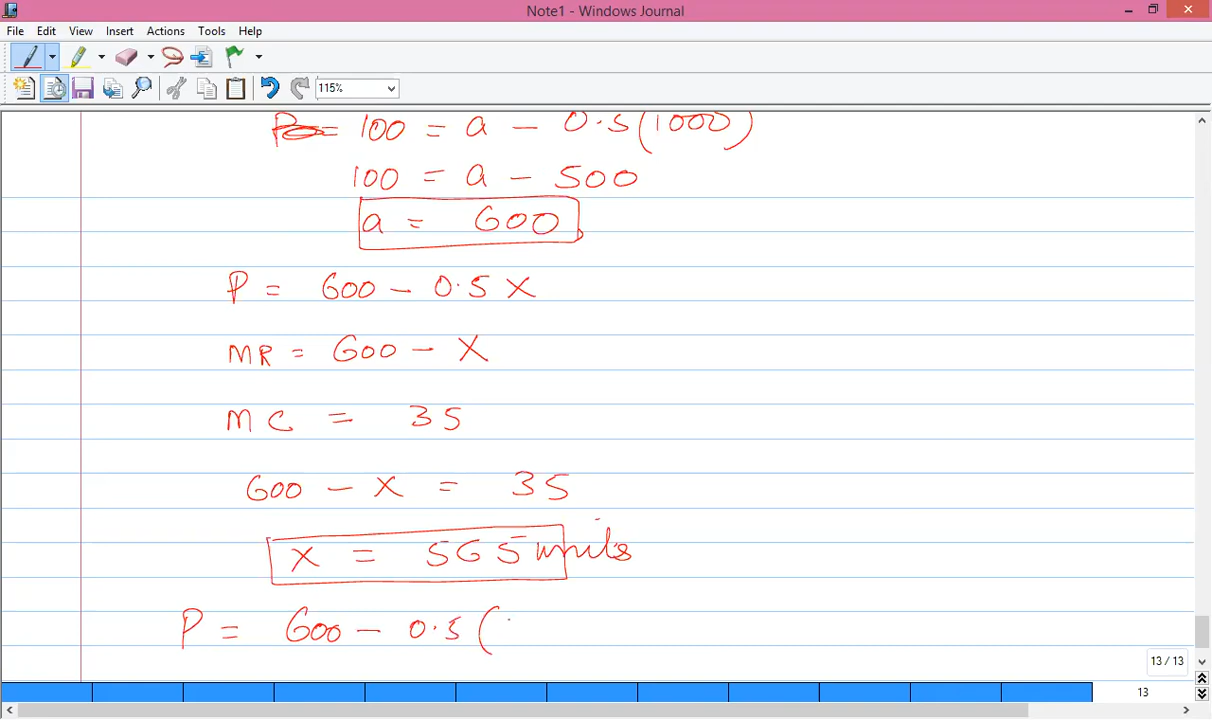 Note1 - Windows Journal
File Edit View Insert Actions Tools Help
115%
100 = a - 0.5(1000)
100 = a - 500
a = 600
P = 600 - 0.5 X
MR = 600 - X
MC = 35
600 - X = 35
X = 565 units
P = 600 - 0.5 (
13 / 13
13